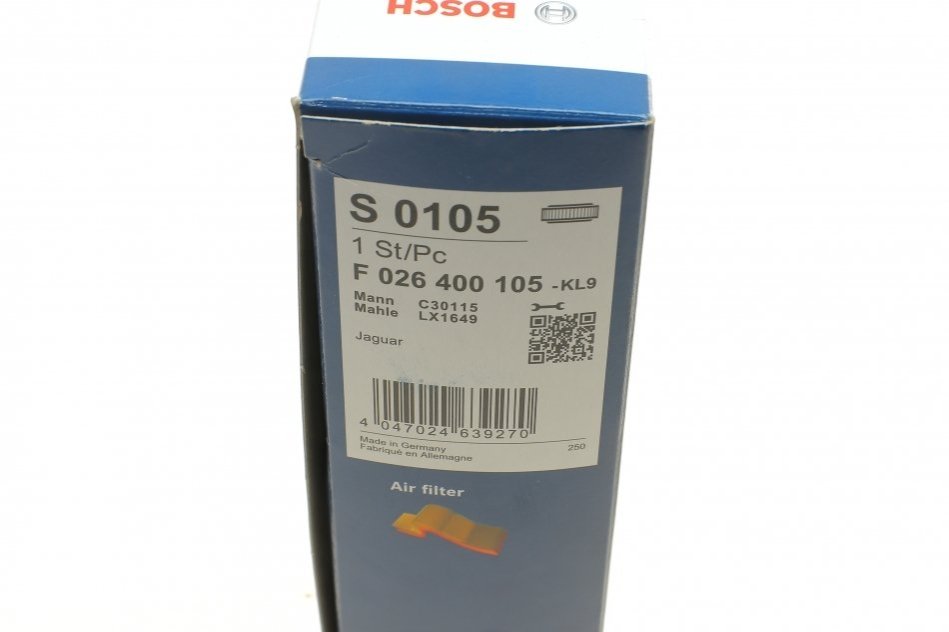 BOSCH
S 0105
1 St/Pc
F 026 400 105 -KL9
Mann C30115
Mahle LX1649
Jaguar
4 047024 639270
Made in Germany 250
Fabriqué en Allemagne
Air filter